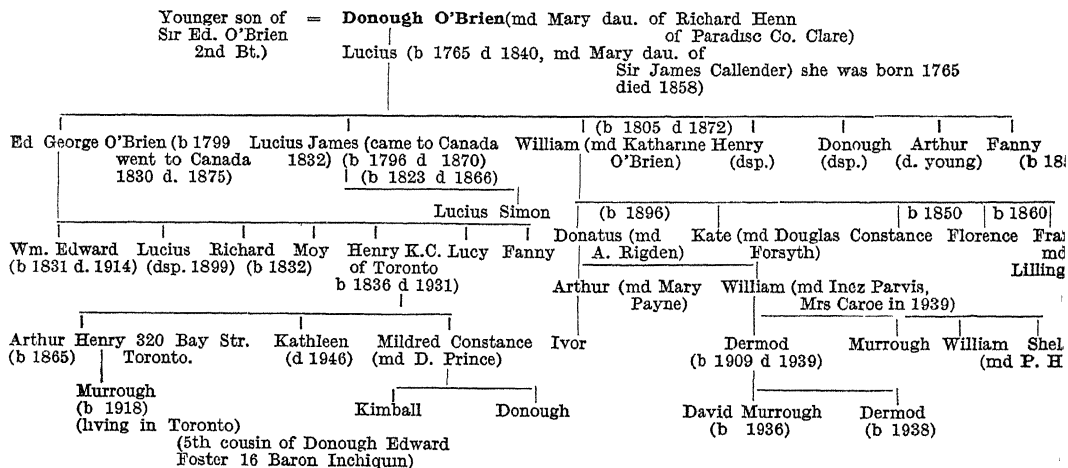 Younger son of = Donough O'Brien (md Mary dau. of Richard Henn
Sir Ed. O'Brien of Paradise Co. Clare)
2nd Bt.) Lucius (b 1765 d 1840, md Mary dau. of
Sir James Callender) she was born 1765
died 1858)
(b 1805 d 1872)
Ed George O'Brien (b 1799 Lucius James (came to Canada William (md Katharine Henry Donough Arthur Fanny
went to Canada 1832) (b 1796 d 1870) O'Brien) (dsp.) (dsp.) (d. young) (b
1830 d. 1875) (b 1823 d 1866)
Lucius Simon (b 1896) b 1850 b 1860
Wm. Edward Lucius Richard Moy Henry K.C. Lucy Fanny Donatus (md Kate (md Douglas Constance Florence
(b 1831 d. 1914) (dsp. 1899) (b 1832) of Toronto A. Rigden) Forsyth) md
b 1836 d 1931) Lilling
Arthur (md Mary William (md Inez Parvis,
Payne) Mrs Caroe in 1939)
Arthur Henry 320 Bay Str. Kathleen Mildred Constance Ivor Dermod Murrough William Shel
(b 1865) Toronto. (d 1946) (md D. Prince) (b 1909 d 1939) (md P. H
Murrough Kimball Donough David Murrough Dermod
(b 1918) (b 1936) (b 1938)
(living in Toronto)
(5th cousin of Donough Edward
Foster 16 Baron Inchiquin)